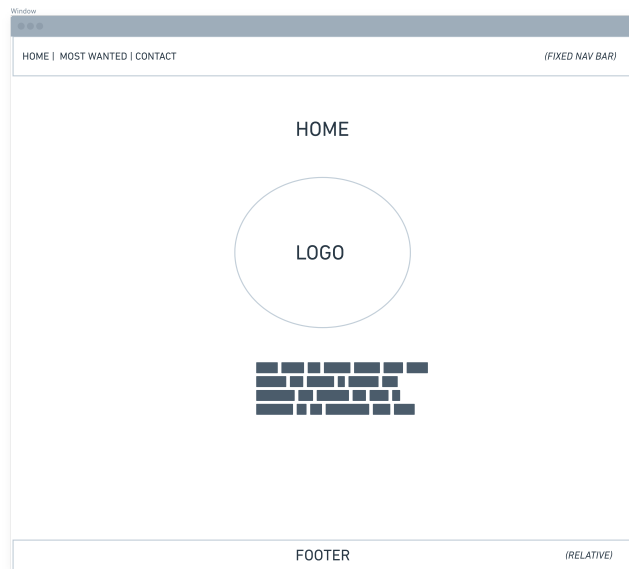 Window
HOME | MOST WANTED | CONTACT (FIXED NAV BAR)
HOME
LOGO
FOOTER (RELATIVE)